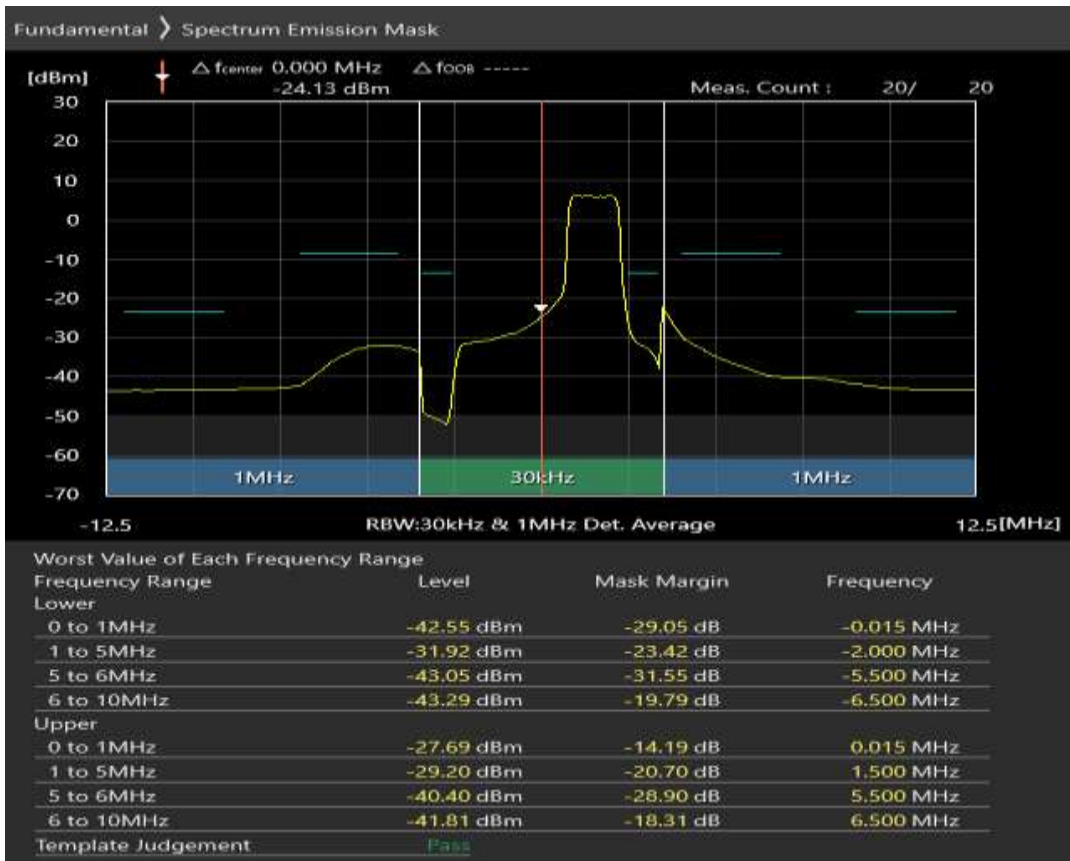 Fundamental ❭ Spectrum Emission Mask
△ fcenter 0.000 MHz △ fOOB -----
[dBm] -24.13 dBm Meas. Count : 20/ 20
30
20
10
0
-10
-20
-30
-40
-50
-60
1MHz 30kHz 1MHz
-70
-12.5 RBW:30kHz & 1MHz Det. Average 12.5[MHz]
Worst Value of Each Frequency Range
Frequency Range Level Mask Margin Frequency
Lower
0 to 1MHz -42.55 dBm -29.05 dB -0.015 MHz
1 to 5MHz -31.92 dBm -23.42 dB -2.000 MHz
5 to 6MHz -43.05 dBm -31.55 dB -5.500 MHz
6 to 10MHz -43.29 dBm -19.79 dB -6.500 MHz
Upper
0 to 1MHz -27.69 dBm -14.19 dB 0.015 MHz
1 to 5MHz -29.20 dBm -20.70 dB 1.500 MHz
5 to 6MHz -40.40 dBm -28.90 dB 5.500 MHz
6 to 10MHz -41.81 dBm -18.31 dB 6.500 MHz
Template Judgement Pass